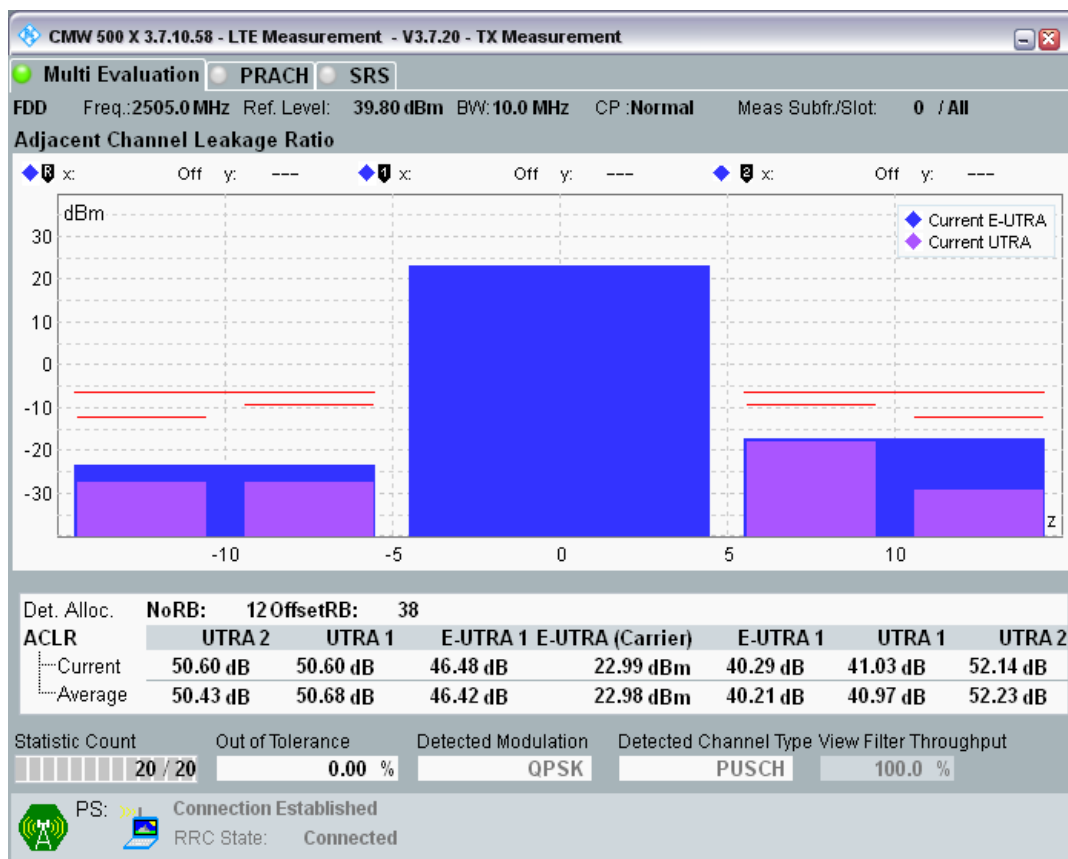 CMW 500 X 3.7.10.58 - LTE Measurement - V3.7.20 - TX Measurement
Multi Evaluation PRACH SRS
FDD Freq.:2505.0 MHz Ref. Level: 39.80 dBm BW: 10.0 MHz CP :Normal Meas Subfr./Slot: 0 / All
Adjacent Channel Leakage Ratio
R x: Off y: --- 1 x: Off y: --- 2 x: Off y: ---
dBm
Current E-UTRA
Current UTRA
30
20
10
0
-10
-20
-30
z
-10 -5 0 5 10
Det. Alloc. NoRB: 12 OffsetRB: 38
ACLR UTRA 2 UTRA 1 E-UTRA 1 E-UTRA (Carrier) E-UTRA 1 UTRA 1 UTRA 2
Current 50.60 dB 50.60 dB 46.48 dB 22.99 dBm 40.29 dB 41.03 dB 52.14 dB
Average 50.43 dB 50.68 dB 46.42 dB 22.98 dBm 40.21 dB 40.97 dB 52.23 dB
Statistic Count Out of Tolerance Detected Modulation Detected Channel Type View Filter Throughput
20 / 20 0.00 % QPSK PUSCH 100.0 %
PS: Connection Established
RRC State: Connected